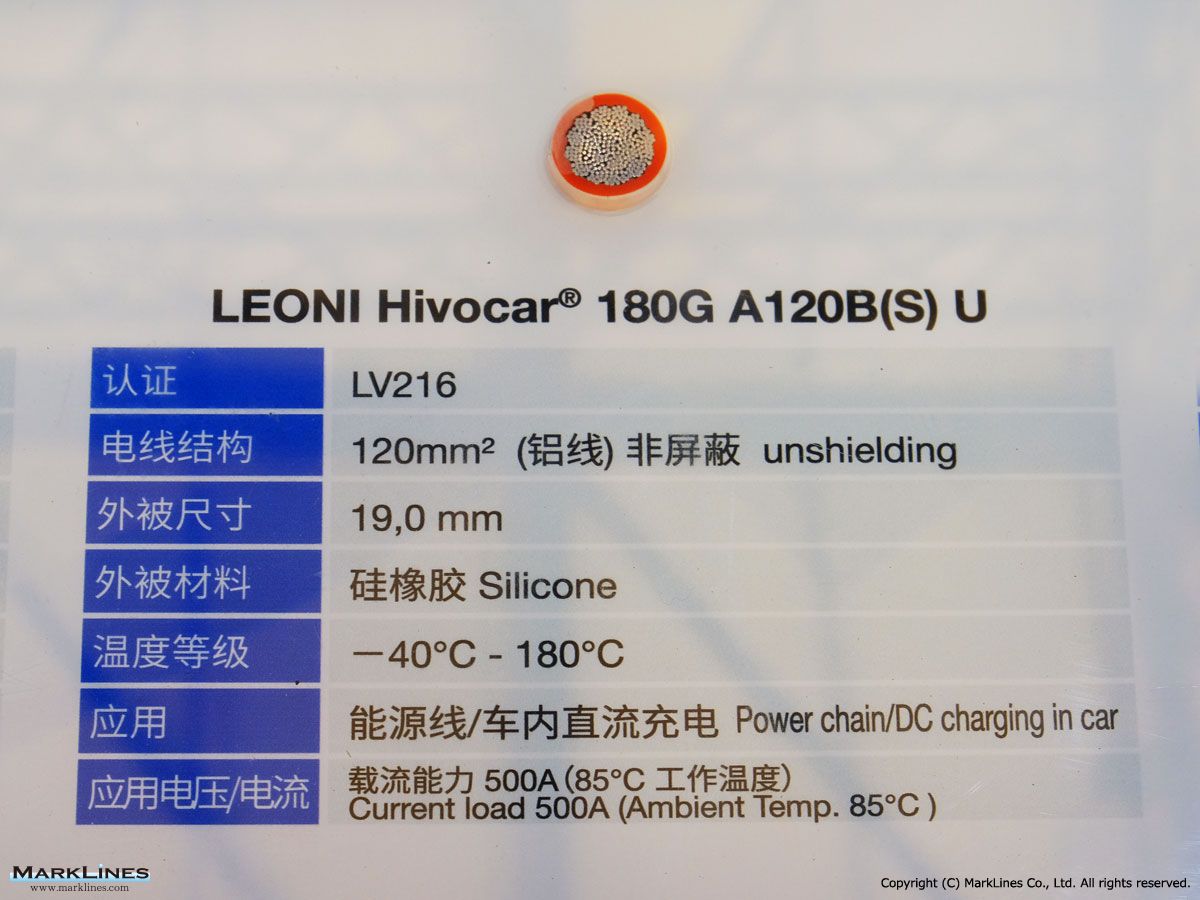 LEONI Hivocar® 180G A120B(S) U
认证 LV216
电线结构 120mm² (铝线) 非屏蔽 unshielding
外被尺寸 19,0 mm
外被材料 硅橡胶 Silicone
温度等级 －40°C - 180°C
应用 能源线/车内直流充电 Power chain/DC charging in car
应用电压/电流 载流能力 500A（85°C 工作温度）
Current load 500A (Ambient Temp. 85°C )
MARKLINES
www.marklines.com
Copyright (C) MarkLines Co., Ltd. All rights reserved.